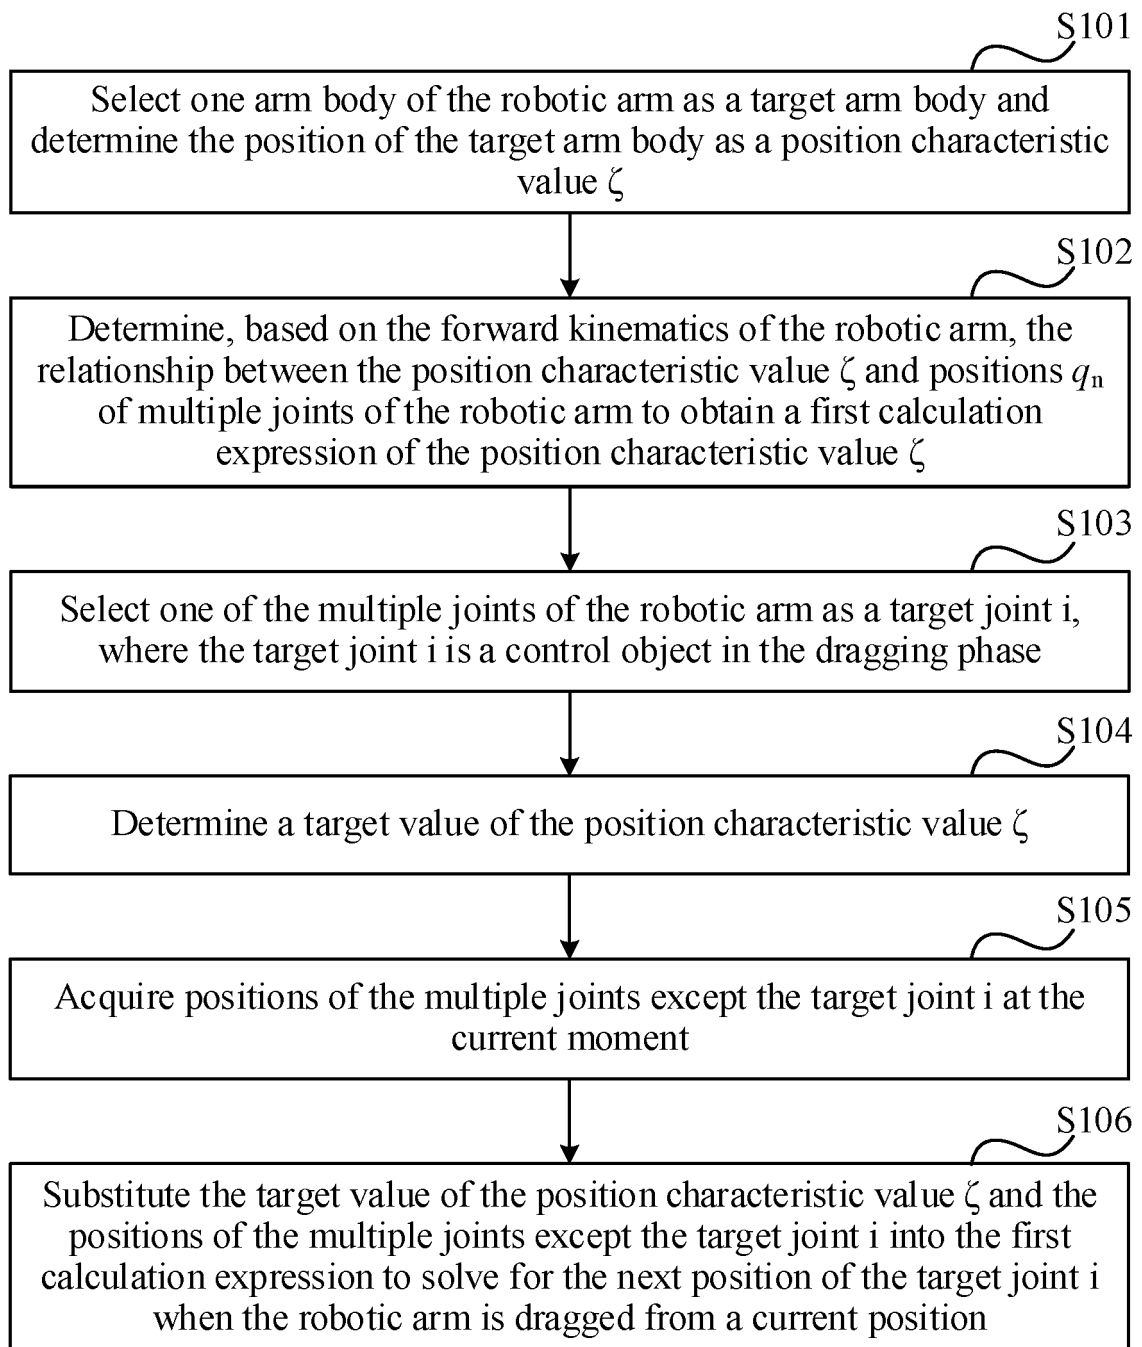 S101
Select one arm body of the robotic arm as a target arm body and
determine the position of the target arm body as a position characteristic
value ζ
S102
Determine, based on the forward kinematics of the robotic arm, the
relationship between the position characteristic value ζ and positions qn
of multiple joints of the robotic arm to obtain a first calculation
expression of the position characteristic value ζ
S103
Select one of the multiple joints of the robotic arm as a target joint i,
where the target joint i is a control object in the dragging phase
S104
Determine a target value of the position characteristic value ζ
S105
Acquire positions of the multiple joints except the target joint i at the
current moment
S106
Substitute the target value of the position characteristic value ζ and the
positions of the multiple joints except the target joint i into the first
calculation expression to solve for the next position of the target joint i
when the robotic arm is dragged from a current position